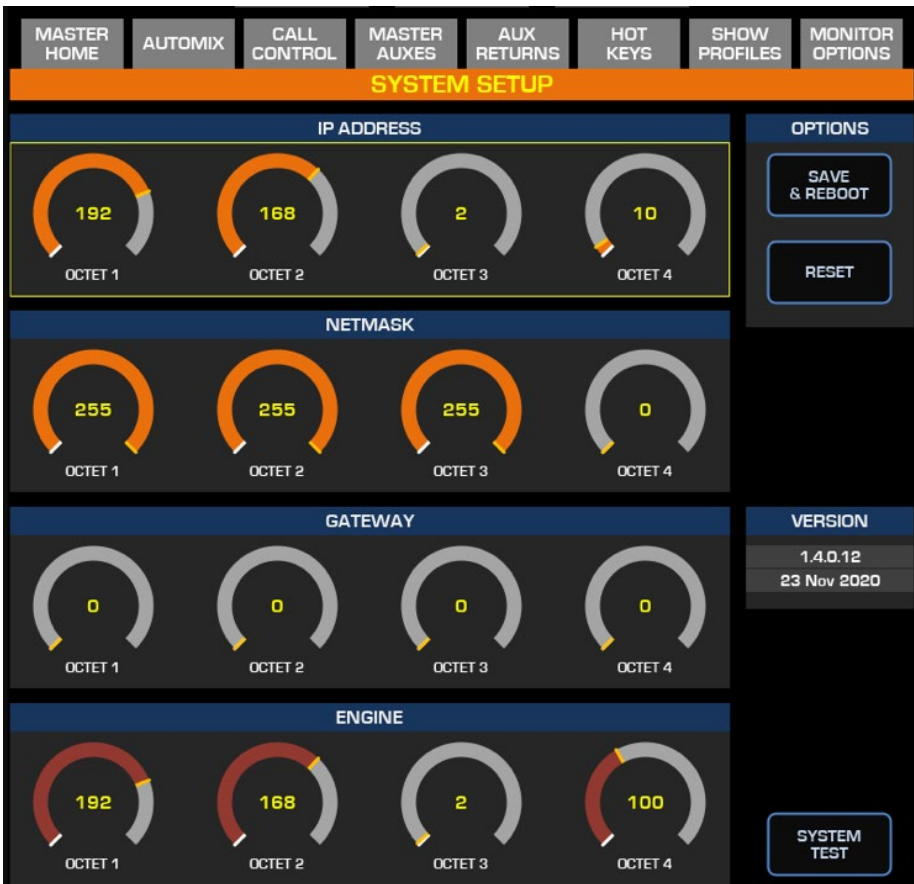 MASTER HOME
AUTOMIX
CALL CONTROL
MASTER AUXES
AUX RETURNS
HOT KEYS
SHOW PROFILES
MONITOR OPTIONS
SYSTEM SETUP
IP ADDRESS
192
168
2
10
OCTET 1
OCTET 2
OCTET 3
OCTET 4
NETMASK
255
255
255
0
OCTET 1
OCTET 2
OCTET 3
OCTET 4
GATEWAY
0
0
0
0
OCTET 1
OCTET 2
OCTET 3
OCTET 4
ENGINE
192
168
2
100
OCTET 1
OCTET 2
OCTET 3
OCTET 4
OPTIONS
SAVE
& REBOOT
RESET
VERSION
1.4.0.12
23 Nov 2020
SYSTEM
TEST